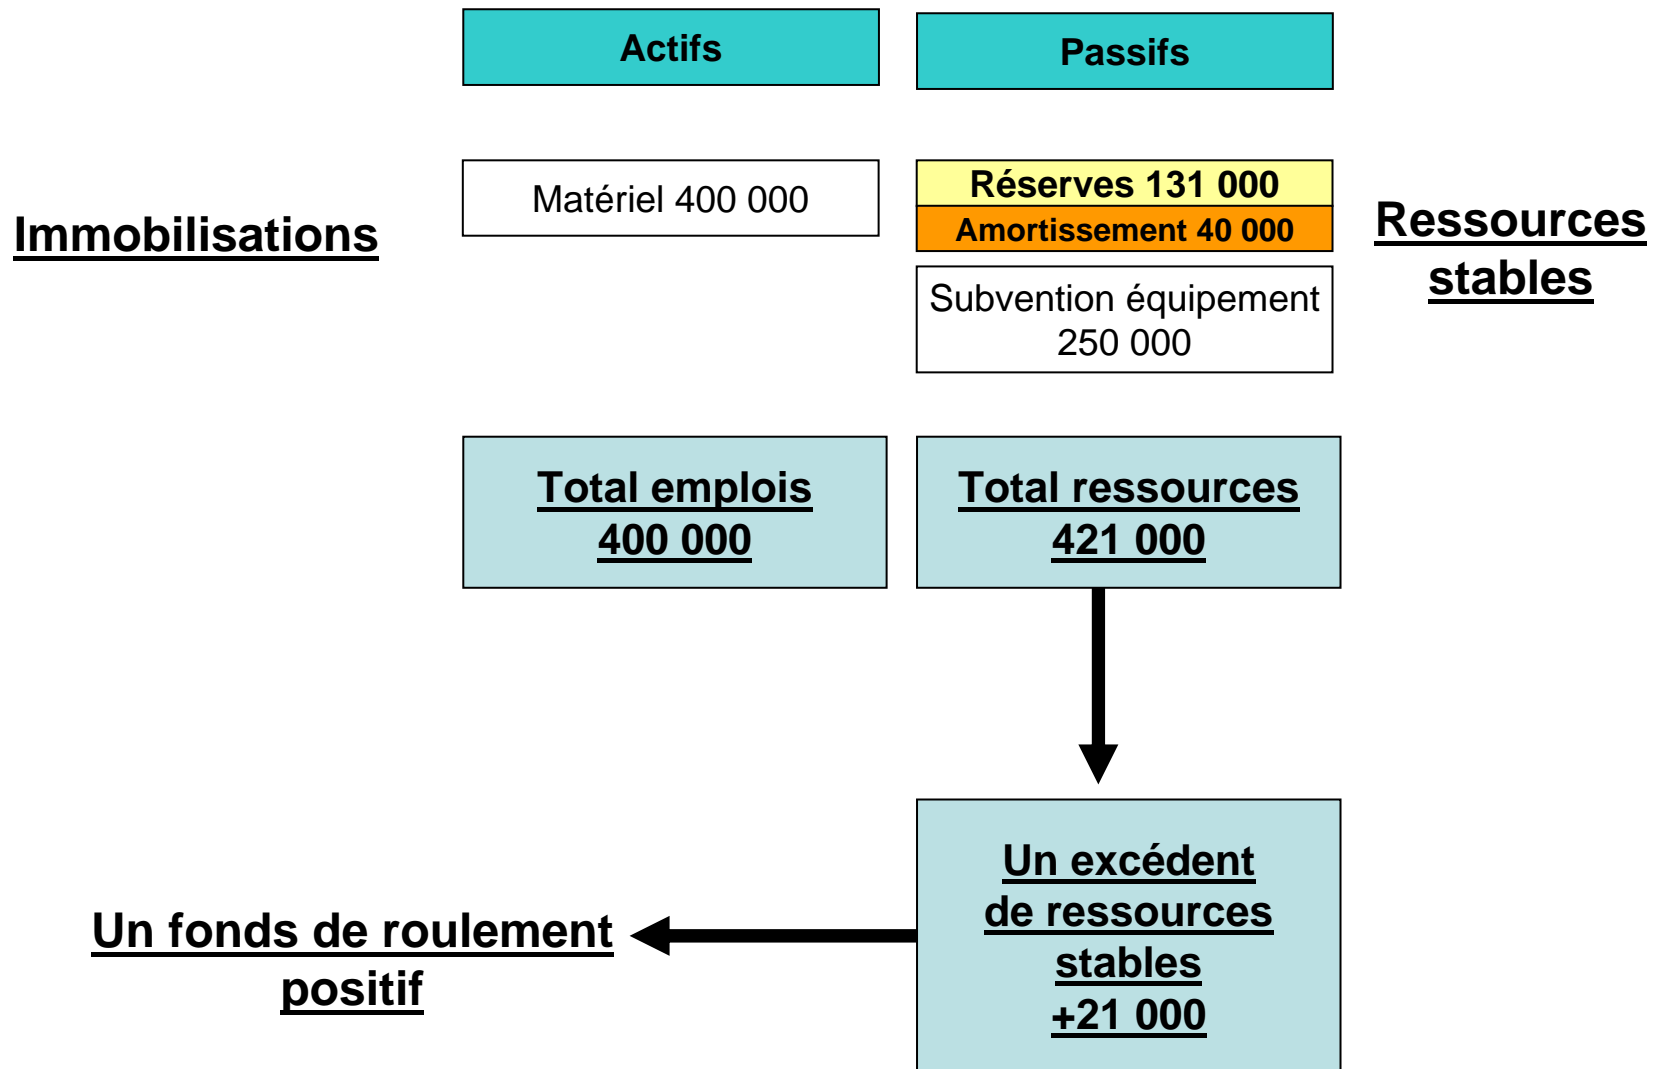 Actifs
Passifs
Immobilisations
Matériel 400 000
Réserves 131 000
Amortissement 40 000
Subvention équipement
250 000
Ressources
stables
Total emplois
400 000
Total ressources
421 000
Un excédent
de ressources
stables
+21 000
Un fonds de roulement
positif